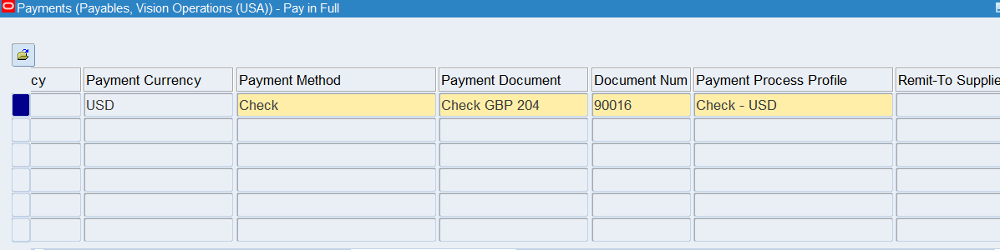 Payments (Payables, Vision Operations (USA)) - Pay in Full
cy Payment Currency Payment Method Payment Document Document Num Payment Process Profile Remit-To Supplie
USD Check Check GBP 204 90016 Check - USD